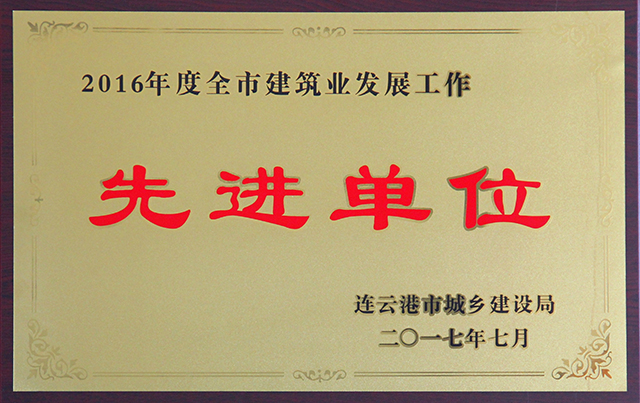 2016年度全市建筑业发展工作
先进单位
连云港市城乡建设局
二〇一七年七月